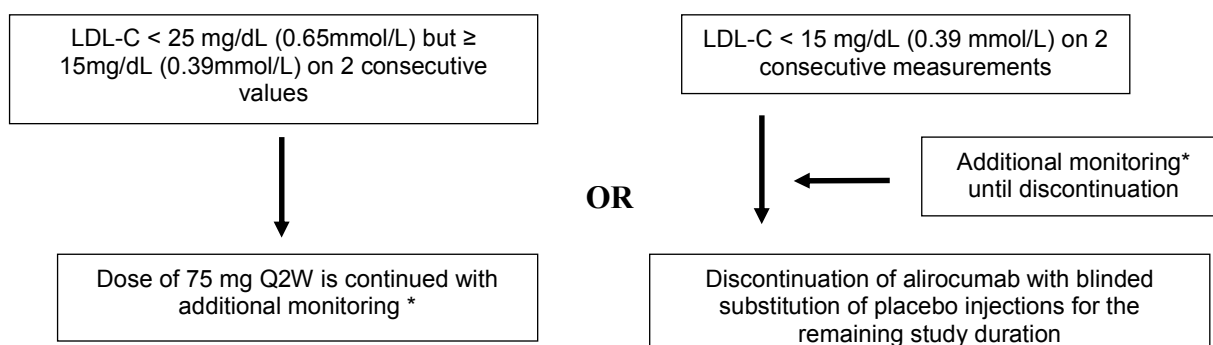 LDL-C < 25 mg/dL (0.65mmol/L) but ≥
15mg/dL (0.39mmol/L) on 2 consecutive
values
LDL-C < 15 mg/dL (0.39 mmol/L) on 2
consecutive measurements
Additional monitoring*
until discontinuation
OR
Dose of 75 mg Q2W is continued with
additional monitoring *
Discontinuation of alirocumab with blinded
substitution of placebo injections for the
remaining study duration